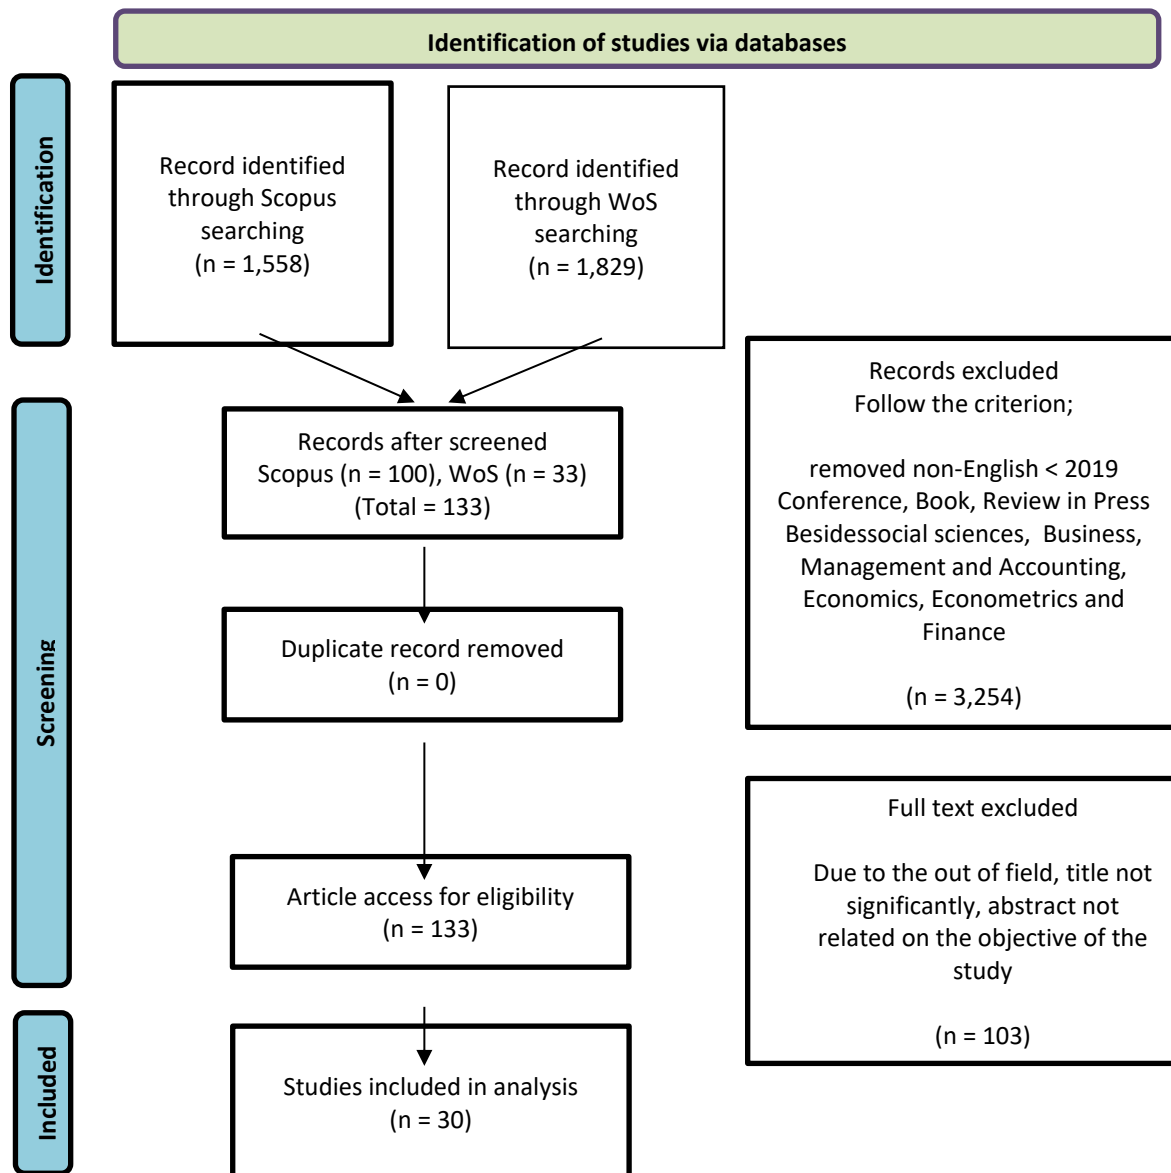 Identification of studies via databases
Identification
Record identified
through Scopus
searching
(n = 1,558)
Record identified
through WoS
searching
(n = 1,829)
Records excluded
Follow the criterion;
removed non-English < 2019
Conference, Book, Review in Press
Besidessocial sciences, Business,
Management and Accounting,
Economics, Econometrics and
Finance
(n = 3,254)
Screening
Records after screened
Scopus (n = 100), WoS (n = 33)
(Total = 133)
Duplicate record removed
(n = 0)
Article access for eligibility
(n = 133)
Full text excluded
Due to the out of field, title not
significantly, abstract not
related on the objective of the
study
(n = 103)
Included
Studies included in analysis
(n = 30)